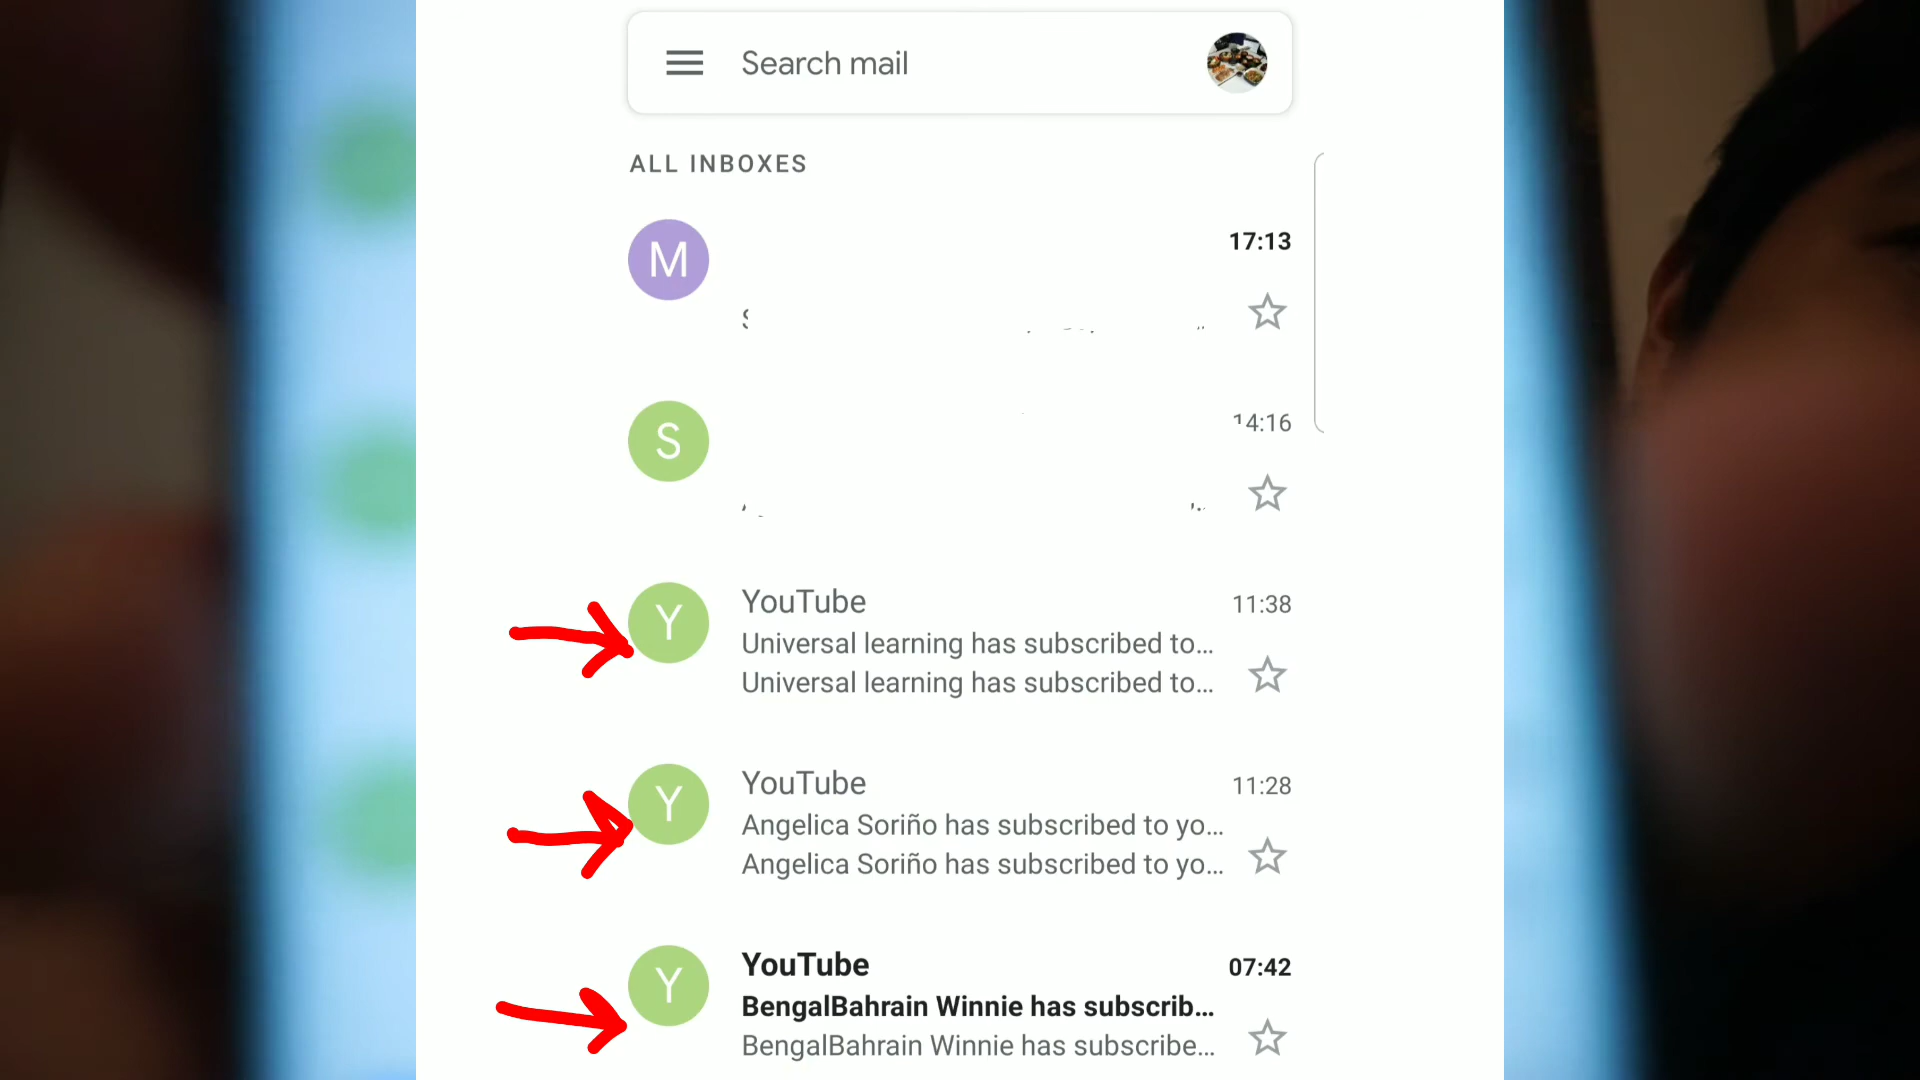 Search mail
ALL INBOXES
M
17:13
S
14:16
Y
YouTube
11:38
Universal learning has subscribed to...
Universal learning has subscribed to...
Y
YouTube
11:28
Angelica Soriño has subscribed to yo...
Angelica Soriño has subscribed to yo...
Y
YouTube
07:42
BengalBahrain Winnie has subscrib...
BengalBahrain Winnie has subscribe...